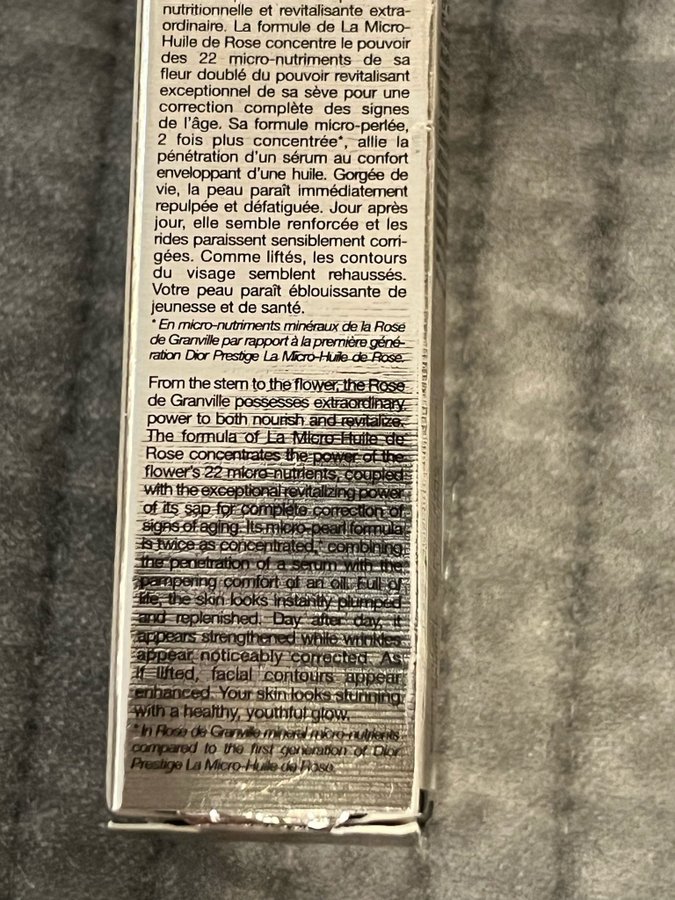 nutritionnelle et revitalisante extra-
ordinaire. La formule de La Micro-
Huile de Rose concentre le pouvoir
des 22 micro-nutriments de sa
fleur doublé du pouvoir revitalisant
exceptionnel de sa sève pour une
correction complète des signes
de l'âge. Sa formule micro-perlée,
2 fois plus concentrée*, allie la
pénétration d'un sérum au confort
enveloppant d'une huile. Gorgée de
vie, la peau paraît immédiatement
repulpée et défatiguée. Jour après
jour, elle semble renforcée et les
rides paraissent sensiblement corri-
gées. Comme liftés, les contours
du visage semblent rehaussés.
Votre peau paraît éblouissante de
jeunesse et de santé.
*En micro-nutriments minéraux de la Rose
de Granville par rapport à la première géné-
ration Dior Prestige La Micro-Huile de Rose.
From the stem to the flower, the Rose
de Granville possesses extraordinary
power to both nourish and revitalize.
The formula of La Micro-Huile de
Rose concentrates the power of the
flower's 22 micro-nutrients, coupled
with the exceptional revitalizing power
of its sap for complete correction of
signs of aging. Its micro-pearl formula
is twice as concentrated,* combining
the penetration of a serum with the
pampering comfort of an oil. Full of
life, the skin looks instantly plumped
and replenished. Day after day, it
appears strengthened while wrinkles
appear noticeably corrected. As
if lifted, facial contours appear
enhanced. Your skin looks stunning
with a healthy, youthful glow.
*In Rose de Granville mineral micro-nutrients
compared to the first generation of Dior
Prestige La Micro-Huile de Rose.